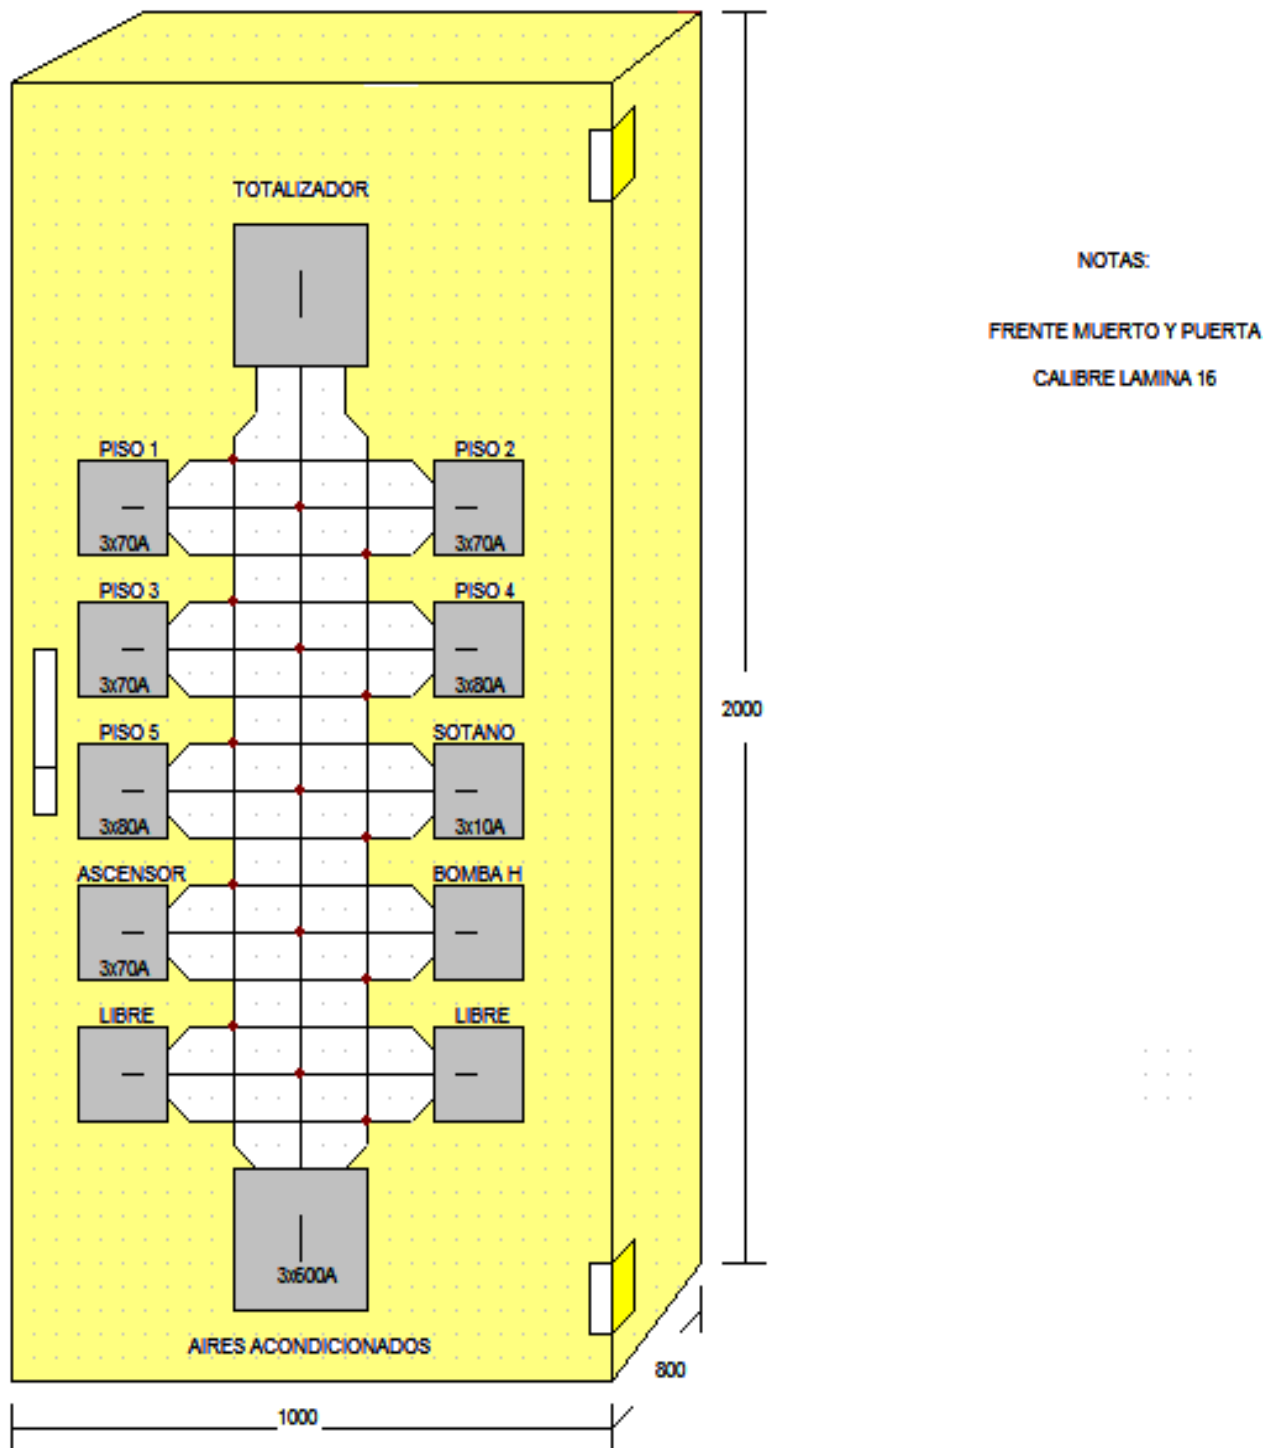 TOTALIZADOR
NOTAS:
FRENTE MUERTO Y PUERTA
CALIBRE LAMINA 16
PISO 1
PISO 2
3x70A
3x70A
PISO 3
PISO 4
3x70A
3x80A
2000
PISO 5
SOTANO
3x80A
3x10A
ASCENSOR
BOMBA H
3x70A
LIBRE
LIBRE
3x600A
AIRES ACONDICIONADOS
800
1000